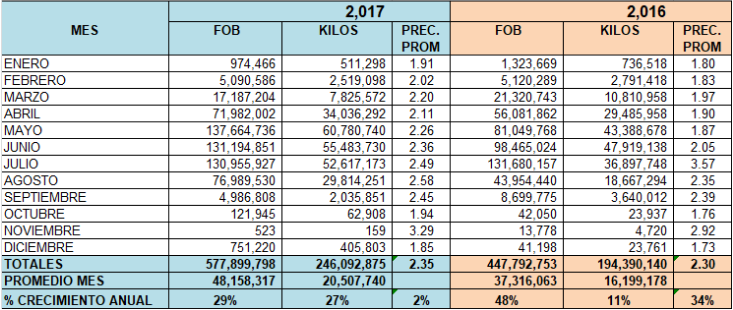 2,017 2,016
MES FOB KILOS PREC. PROM FOB KILOS PREC. PROM
ENERO 974,466 511,298 1.91 1,323,669 736,518 1.80
FEBRERO 5,090,586 2,519,098 2.02 5,120,289 2,791,418 1.83
MARZO 17,187,204 7,825,572 2.20 21,320,743 10,810,958 1.97
ABRIL 71,982,002 34,036,292 2.11 56,081,862 29,485,958 1.90
MAYO 137,664,736 60,780,740 2.26 81,049,768 43,388,678 1.87
JUNIO 131,194,851 55,483,730 2.36 98,465,024 47,919,138 2.05
JULIO 130,955,927 52,617,173 2.49 131,680,157 36,897,748 3.57
AGOSTO 76,989,530 29,814,251 2.58 43,954,440 18,667,294 2.35
SEPTIEMBRE 4,986,808 2,035,851 2.45 8,699,775 3,640,012 2.39
OCTUBRE 121,945 62,908 1.94 42,050 23,937 1.76
NOVIEMBRE 523 159 3.29 13,778 4,720 2.92
DICIEMBRE 751,220 405,803 1.85 41,198 23,761 1.73
TOTALES 577,899,798 246,092,875 2.35 447,792,753 194,390,140 2.30
PROMEDIO MES 48,158,317 20,507,740 37,316,063 16,199,178
% CRECIMIENTO ANUAL 29% 27% 2% 48% 11% 34%